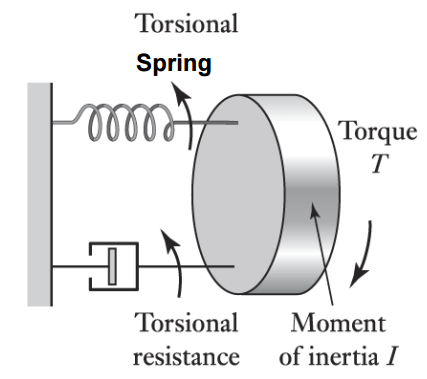 Torsional
Spring
Torque
T
Torsional
resistance
Moment
of inertia I